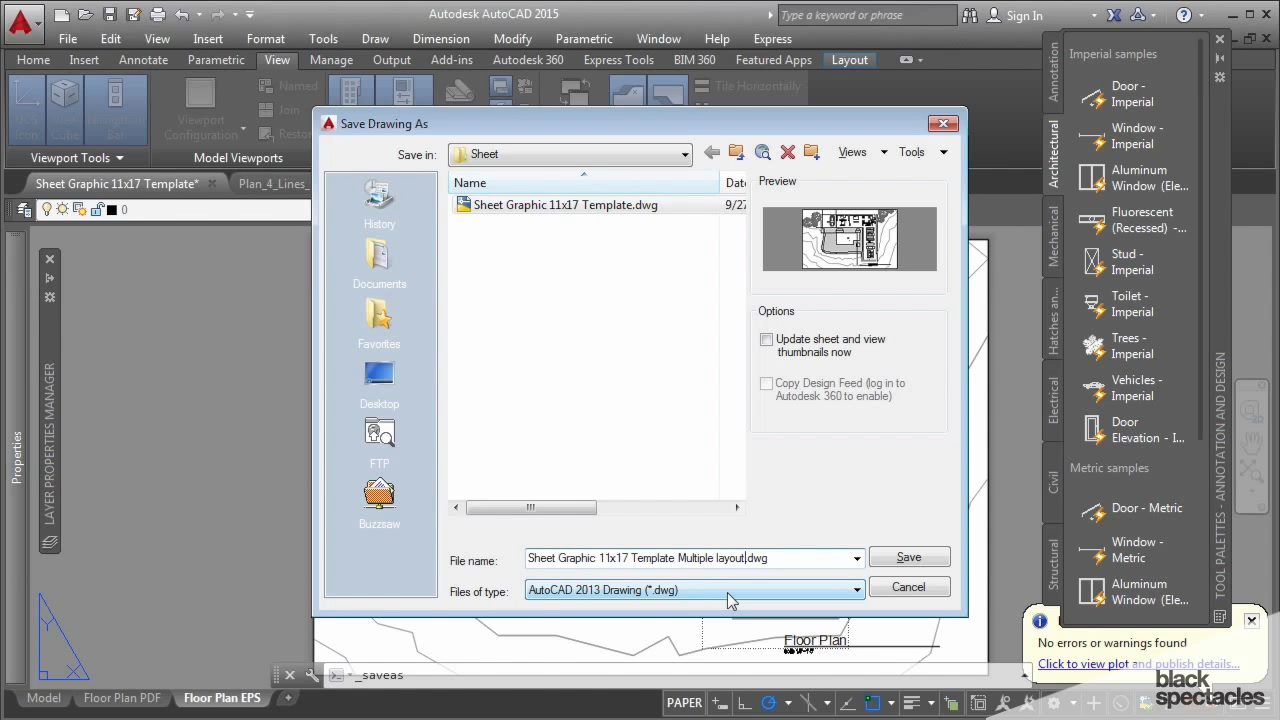 Autodesk AutoCAD 2015
Type a keyword or phrase
Sign In
File Edit View Insert Format Tools Draw Dimension Modify Parametric Window Help Express
Home Insert Annotate Parametric View Manage Output Add-ins Autodesk 360 Express Tools BIM 360 Featured Apps Layout
Viewport
Configuration
Named
Join
Tile Horizontally
Viewport Tools
Model Viewports
Sheet Graphic 11x17 Template*
Plan_4_Lines_
0
Save Drawing As
Save in:
Sheet
Views
Tools
Name
Preview
Sheet Graphic 11x17 Template.dwg
9/27
History
Documents
Favorites
Desktop
FTP
Buzzsaw
Options
Update sheet and view
thumbnails now
Copy Design Feed (log in to
Autodesk 360 to enable)
File name:
Sheet Graphic 11x17 Template Multiple layout.dwg
Save
Files of type:
AutoCAD 2013 Drawing (*.dwg)
Cancel
Properties
LAYER PROPERTIES MANAGER
Annotation
Architectural
Mechanical
Hatches an...
Electrical
Civil
Structural
Imperial samples
Door -
Imperial
Window -
Imperial
Aluminum
Window (Ele...
Fluorescent
(Recessed) -...
Stud -
Imperial
Toilet -
Imperial
Trees -
Imperial
Vehicles -
Imperial
Door
Elevation - I...
Metric samples
Door - Metric
Window -
Metric
Aluminum
Window (Ele...
TOOL PALETTES - ANNOTATION AND DESIGN
Floor Plan
No errors or warnings found
Click to view plot and publish details...
_saveas
Model
Floor Plan PDF
Floor Plan EPS
PAPER
black
spectacles